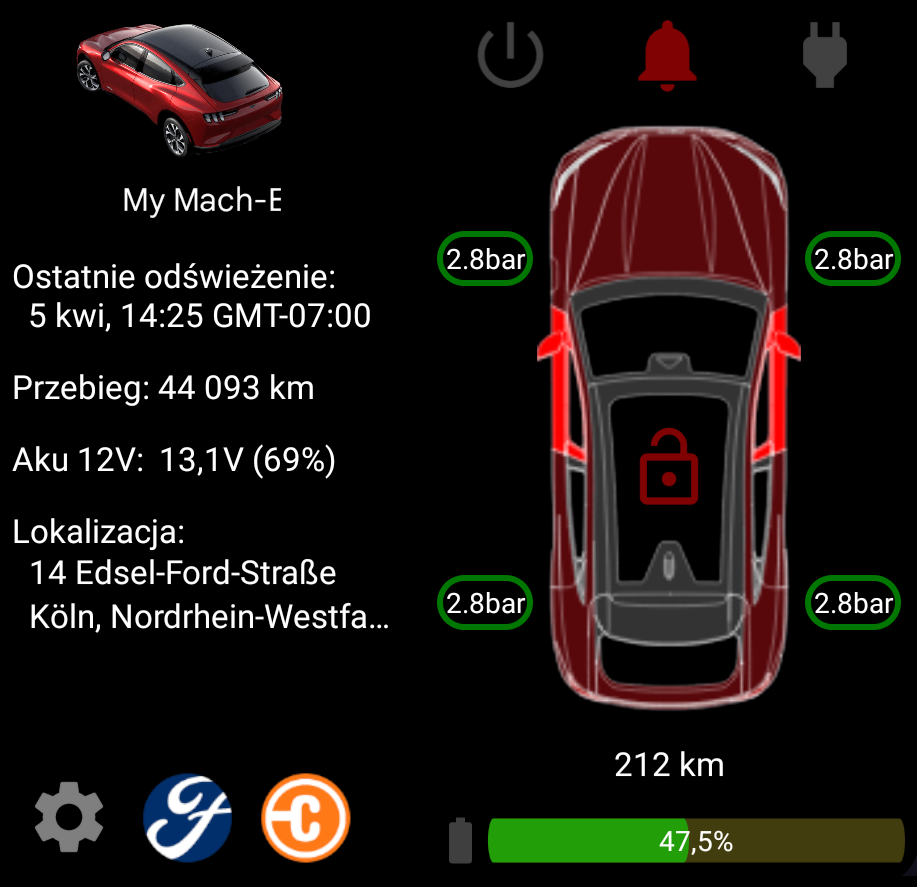 My Mach-E
Ostatnie odświeżenie:
5 kwi, 14:25 GMT-07:00
Przebieg: 44 093 km
Aku 12V: 13,1V (69%)
Lokalizacja:
14 Edsel-Ford-Straße
Köln, Nordrhein-Westfa...
2.8bar
2.8bar
2.8bar
2.8bar
212 km
47,5%